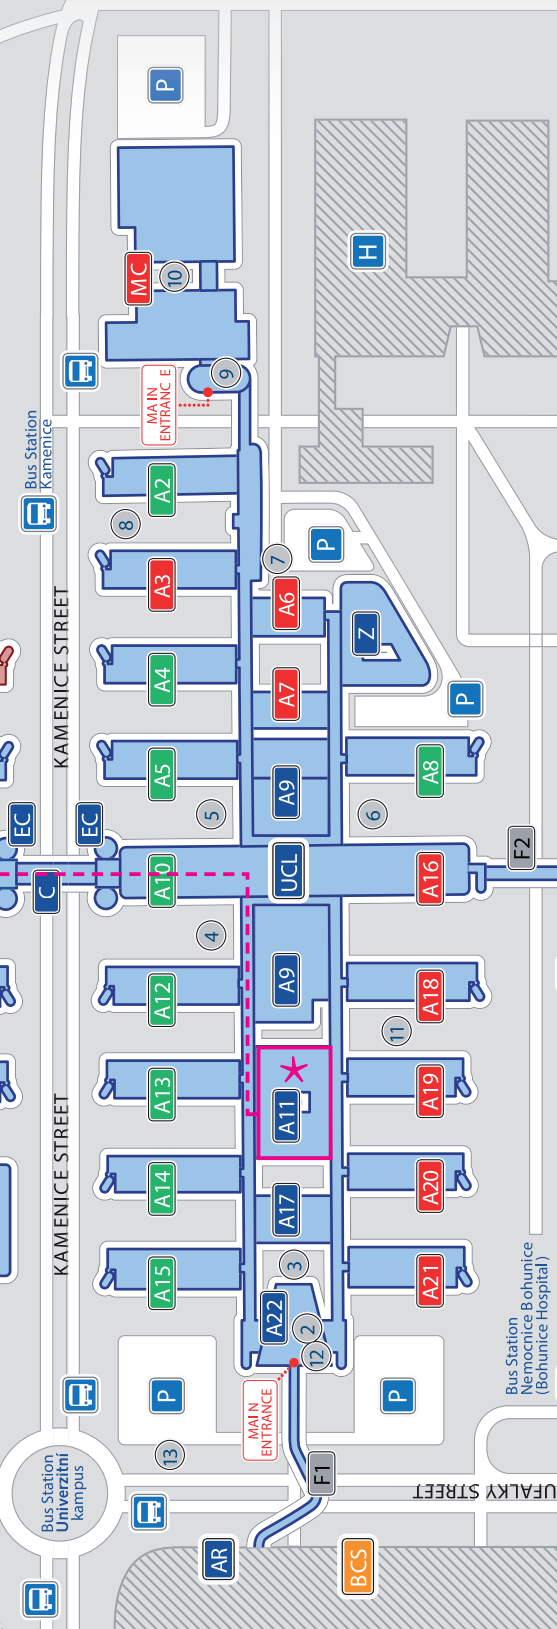 P
H
MC
10
9
MAIN
ENTRANC E
Bus Station
Kamenice
A2
8
A3
7
P
A6
Z
KAMENICE STREET
A4
A7
P
A5
A8
A9
5
6
EC
EC
C
A10
UCL
A16
F2
4
A9
A12
A18
11
A13
A11
A19
KAMENICE STREET
A14
A17
A20
A15
3
A21
A22
2
12
Bus Station
Nemocnice Bohunice
(Bohunice Hospital)
P
P
MAIN
ENTRANCE
13
Bus Station
Univerzitní
kampus
F1
UFALKY STREET
AR
BCS